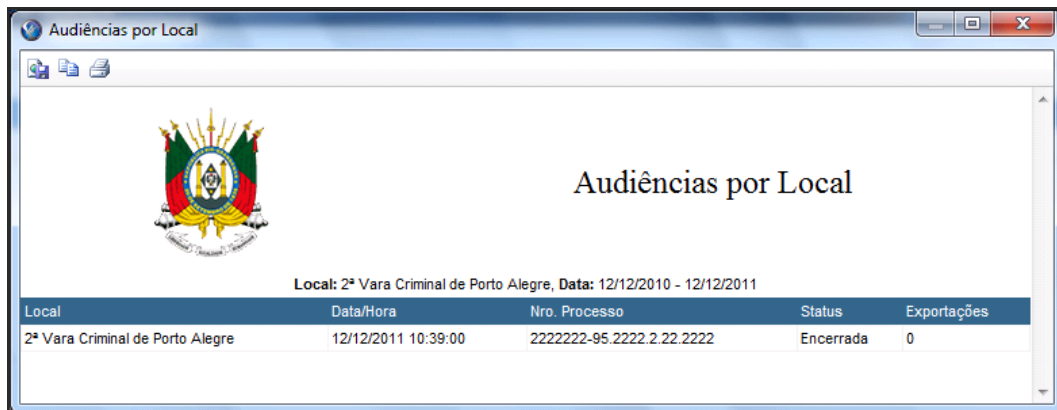 Audiências por Local
Audiências por Local
Local: 2ª Vara Criminal de Porto Alegre, Data: 12/12/2010 - 12/12/2011
Local Data/Hora Nro. Processo Status Exportações
2ª Vara Criminal de Porto Alegre 12/12/2011 10:39:00 2222222-95.2222.2.22.2222 Encerrada 0